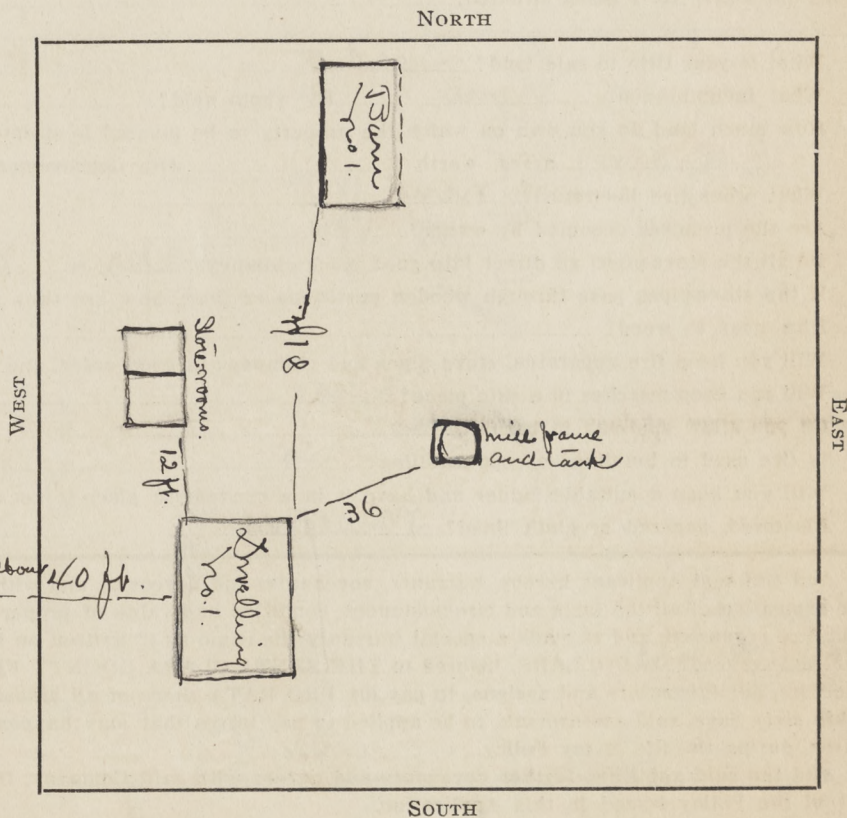 NORTH
Barn
no 1.
Storerooms.
81 ft
WEST
EAST
mill frame
and tank
12 ft.
36
Dwelling
no 1.
about 40 ft.
SOUTH